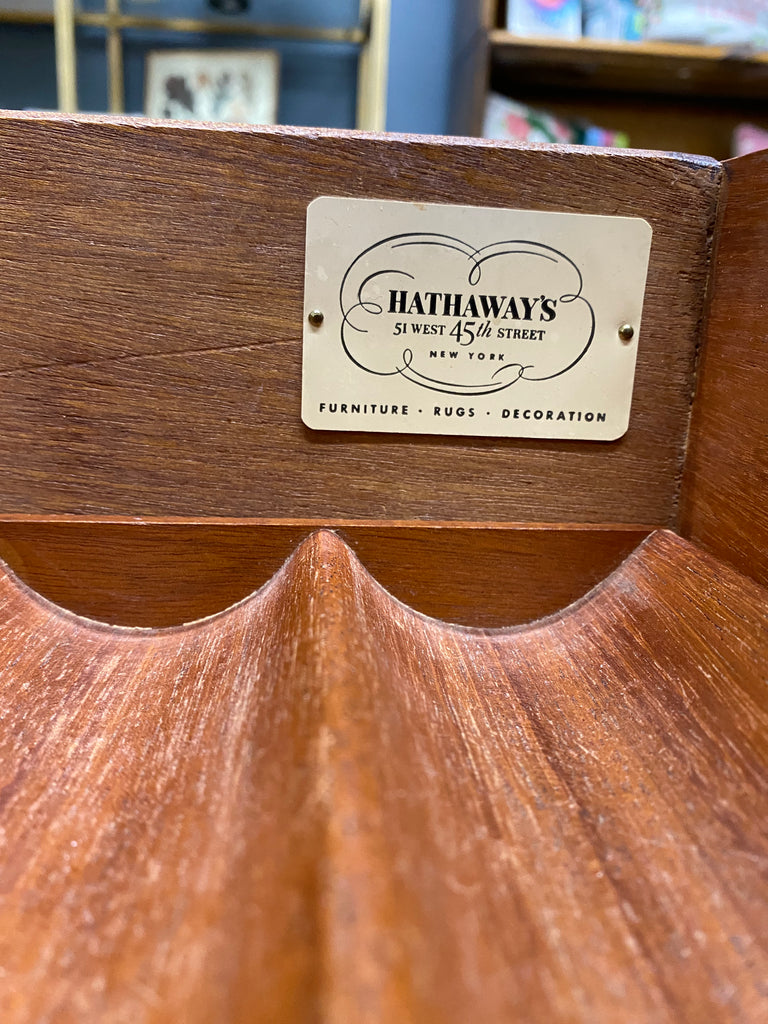 HATHAWAY'S
51 WEST 45th STREET
NEW YORK
FURNITURE · RUGS · DECORATION